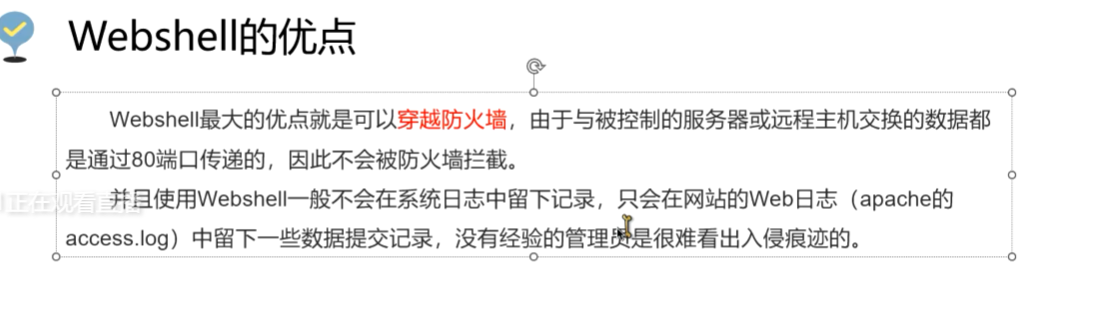 Webshell的优点
Webshell最大的优点就是可以穿越防火墙，由于与被控制的服务器或远程主机交换的数据都
是通过80端口传递的，因此不会被防火墙拦截。
并且使用Webshell一般不会在系统日志中留下记录，只会在网站的Web日志（apache的
正在观看直播
access.log）中留下一些数据提交记录，没有经验的管理员是很难看出入侵痕迹的。